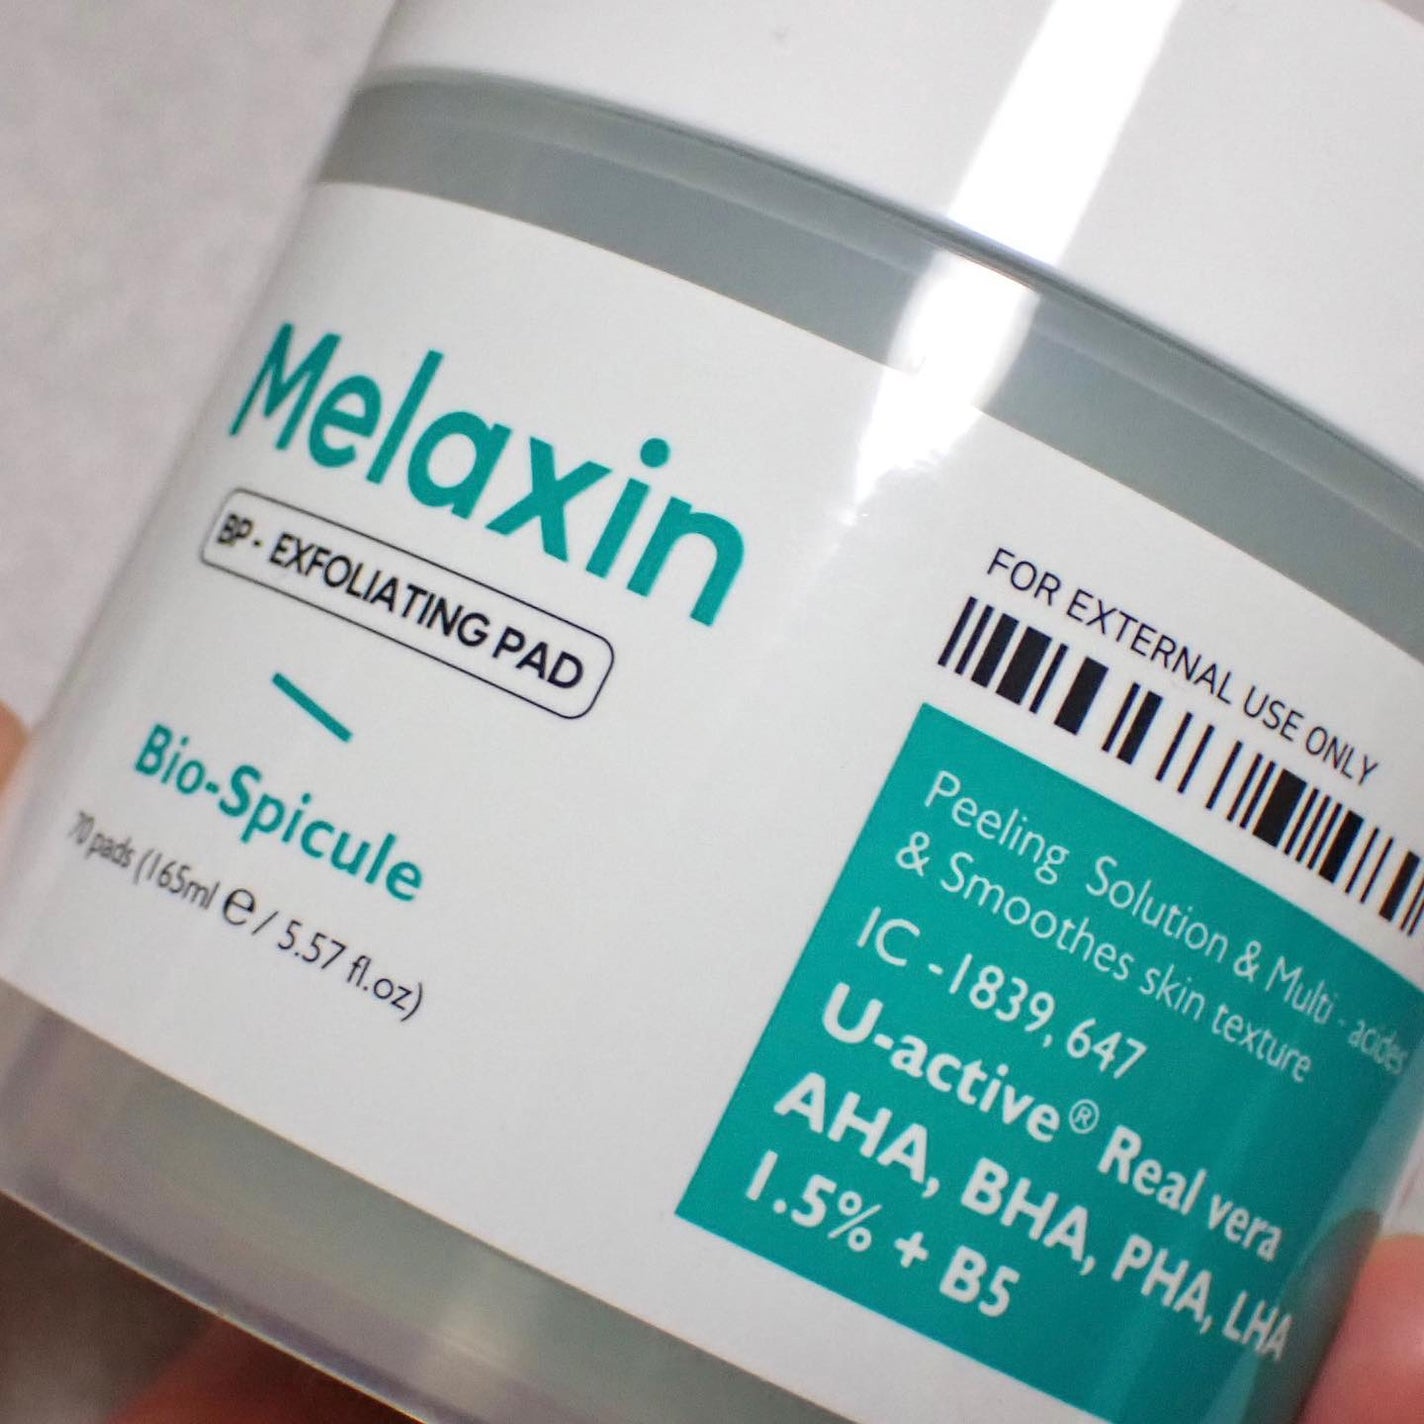 Melaxin
BP - EXFOLIATING PAD
Bio-Spicule
70 pads (165ml ℮ / 5.57 fl.oz)
FOR EXTERNAL USE ONLY
Peeling Solution & Multi - acides
& Smoothes skin texture
IC - 1839, 647
U-active® Real vera
AHA, BHA, PHA, LHA
1.5% + B5